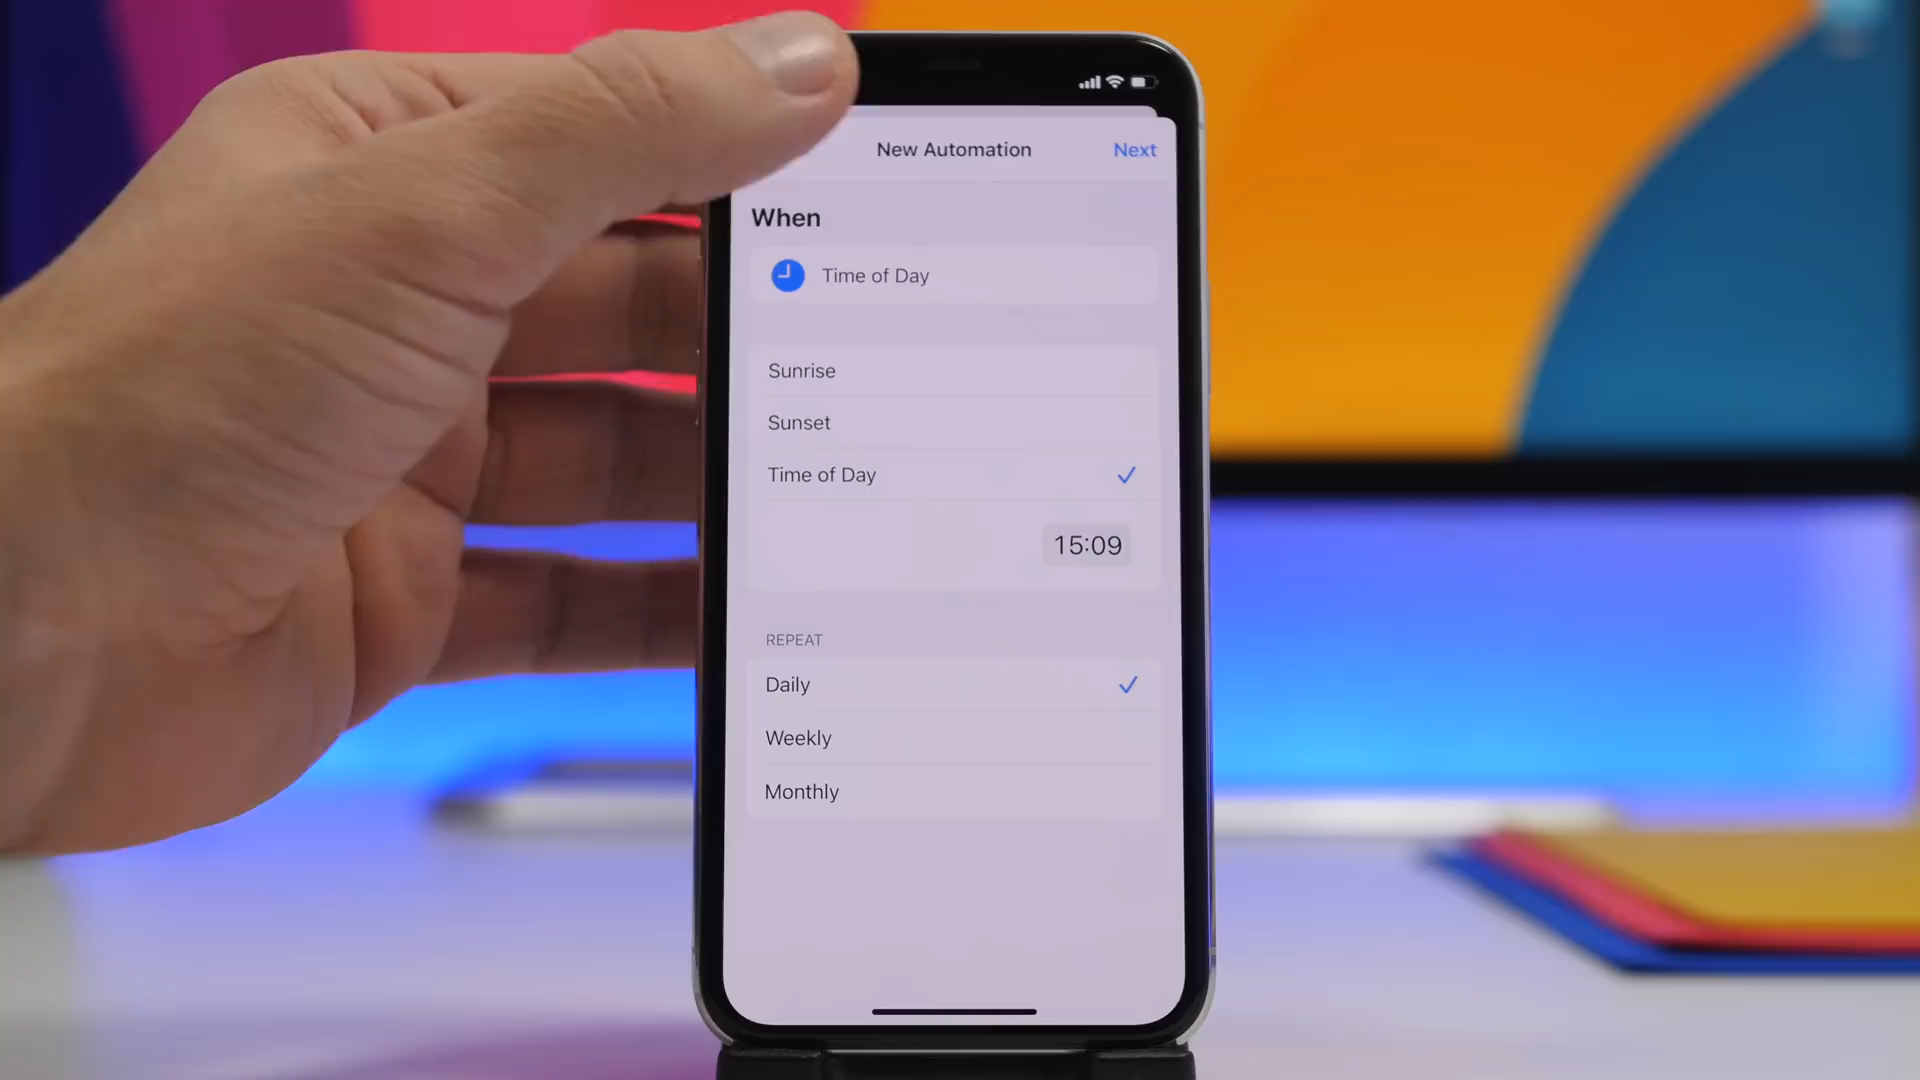 New Automation
Next
When
Time of Day
Sunrise
Sunset
Time of Day
15:09
REPEAT
Daily
Weekly
Monthly